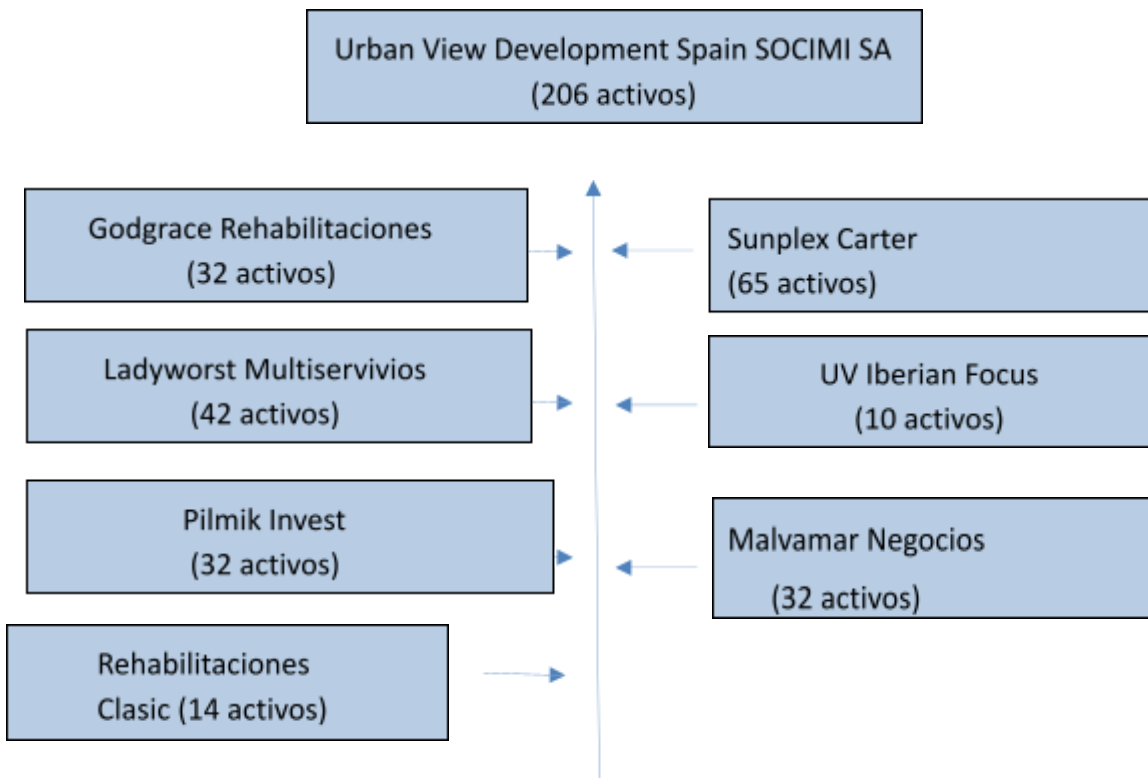 Urban View Development Spain SOCIMI SA
(206 activos)
Godgrace Rehabilitaciones
(32 activos)
Sunplex Carter
(65 activos)
Ladyworst Multiservivios
(42 activos)
UV Iberian Focus
(10 activos)
Pilmik Invest
(32 activos)
Malvamar Negocios
(32 activos)
Rehabilitaciones
Clasic (14 activos)